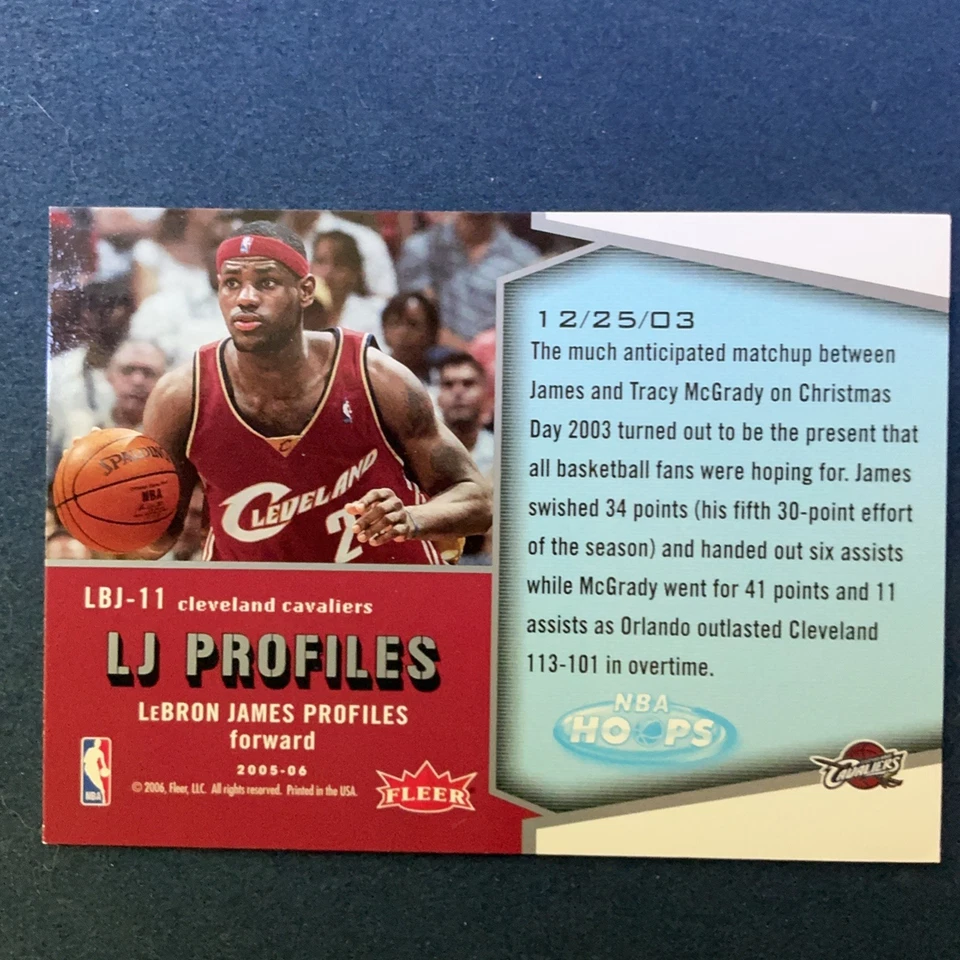 SPALDING
NBA
CLEVELAND
2
LBJ-11 cleveland cavaliers
LJ PROFILES
LeBRON JAMES PROFILES
forward
2005-06
© 2006, Fleer, LLC. All rights reserved. Printed in the USA.
NBA
FLEER
12/25/03
The much anticipated matchup between
James and Tracy McGrady on Christmas
Day 2003 turned out to be the present that
all basketball fans were hoping for. James
swished 34 points (his fifth 30-point effort
of the season) and handed out six assists
while McGrady went for 41 points and 11
assists as Orlando outlasted Cleveland
113-101 in overtime.
NBA
HOOPS
CAVALIERS